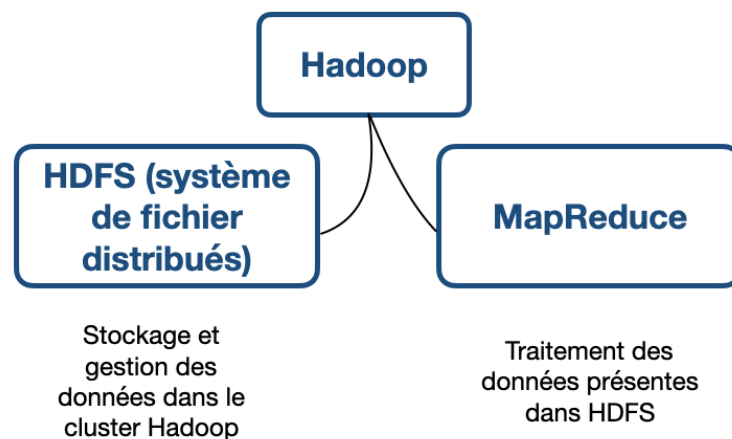 Hadoop
HDFS (système
de fichier
distribués)
MapReduce
Stockage et
gestion des
données dans le
cluster Hadoop
Traitement des
données présentes
dans HDFS